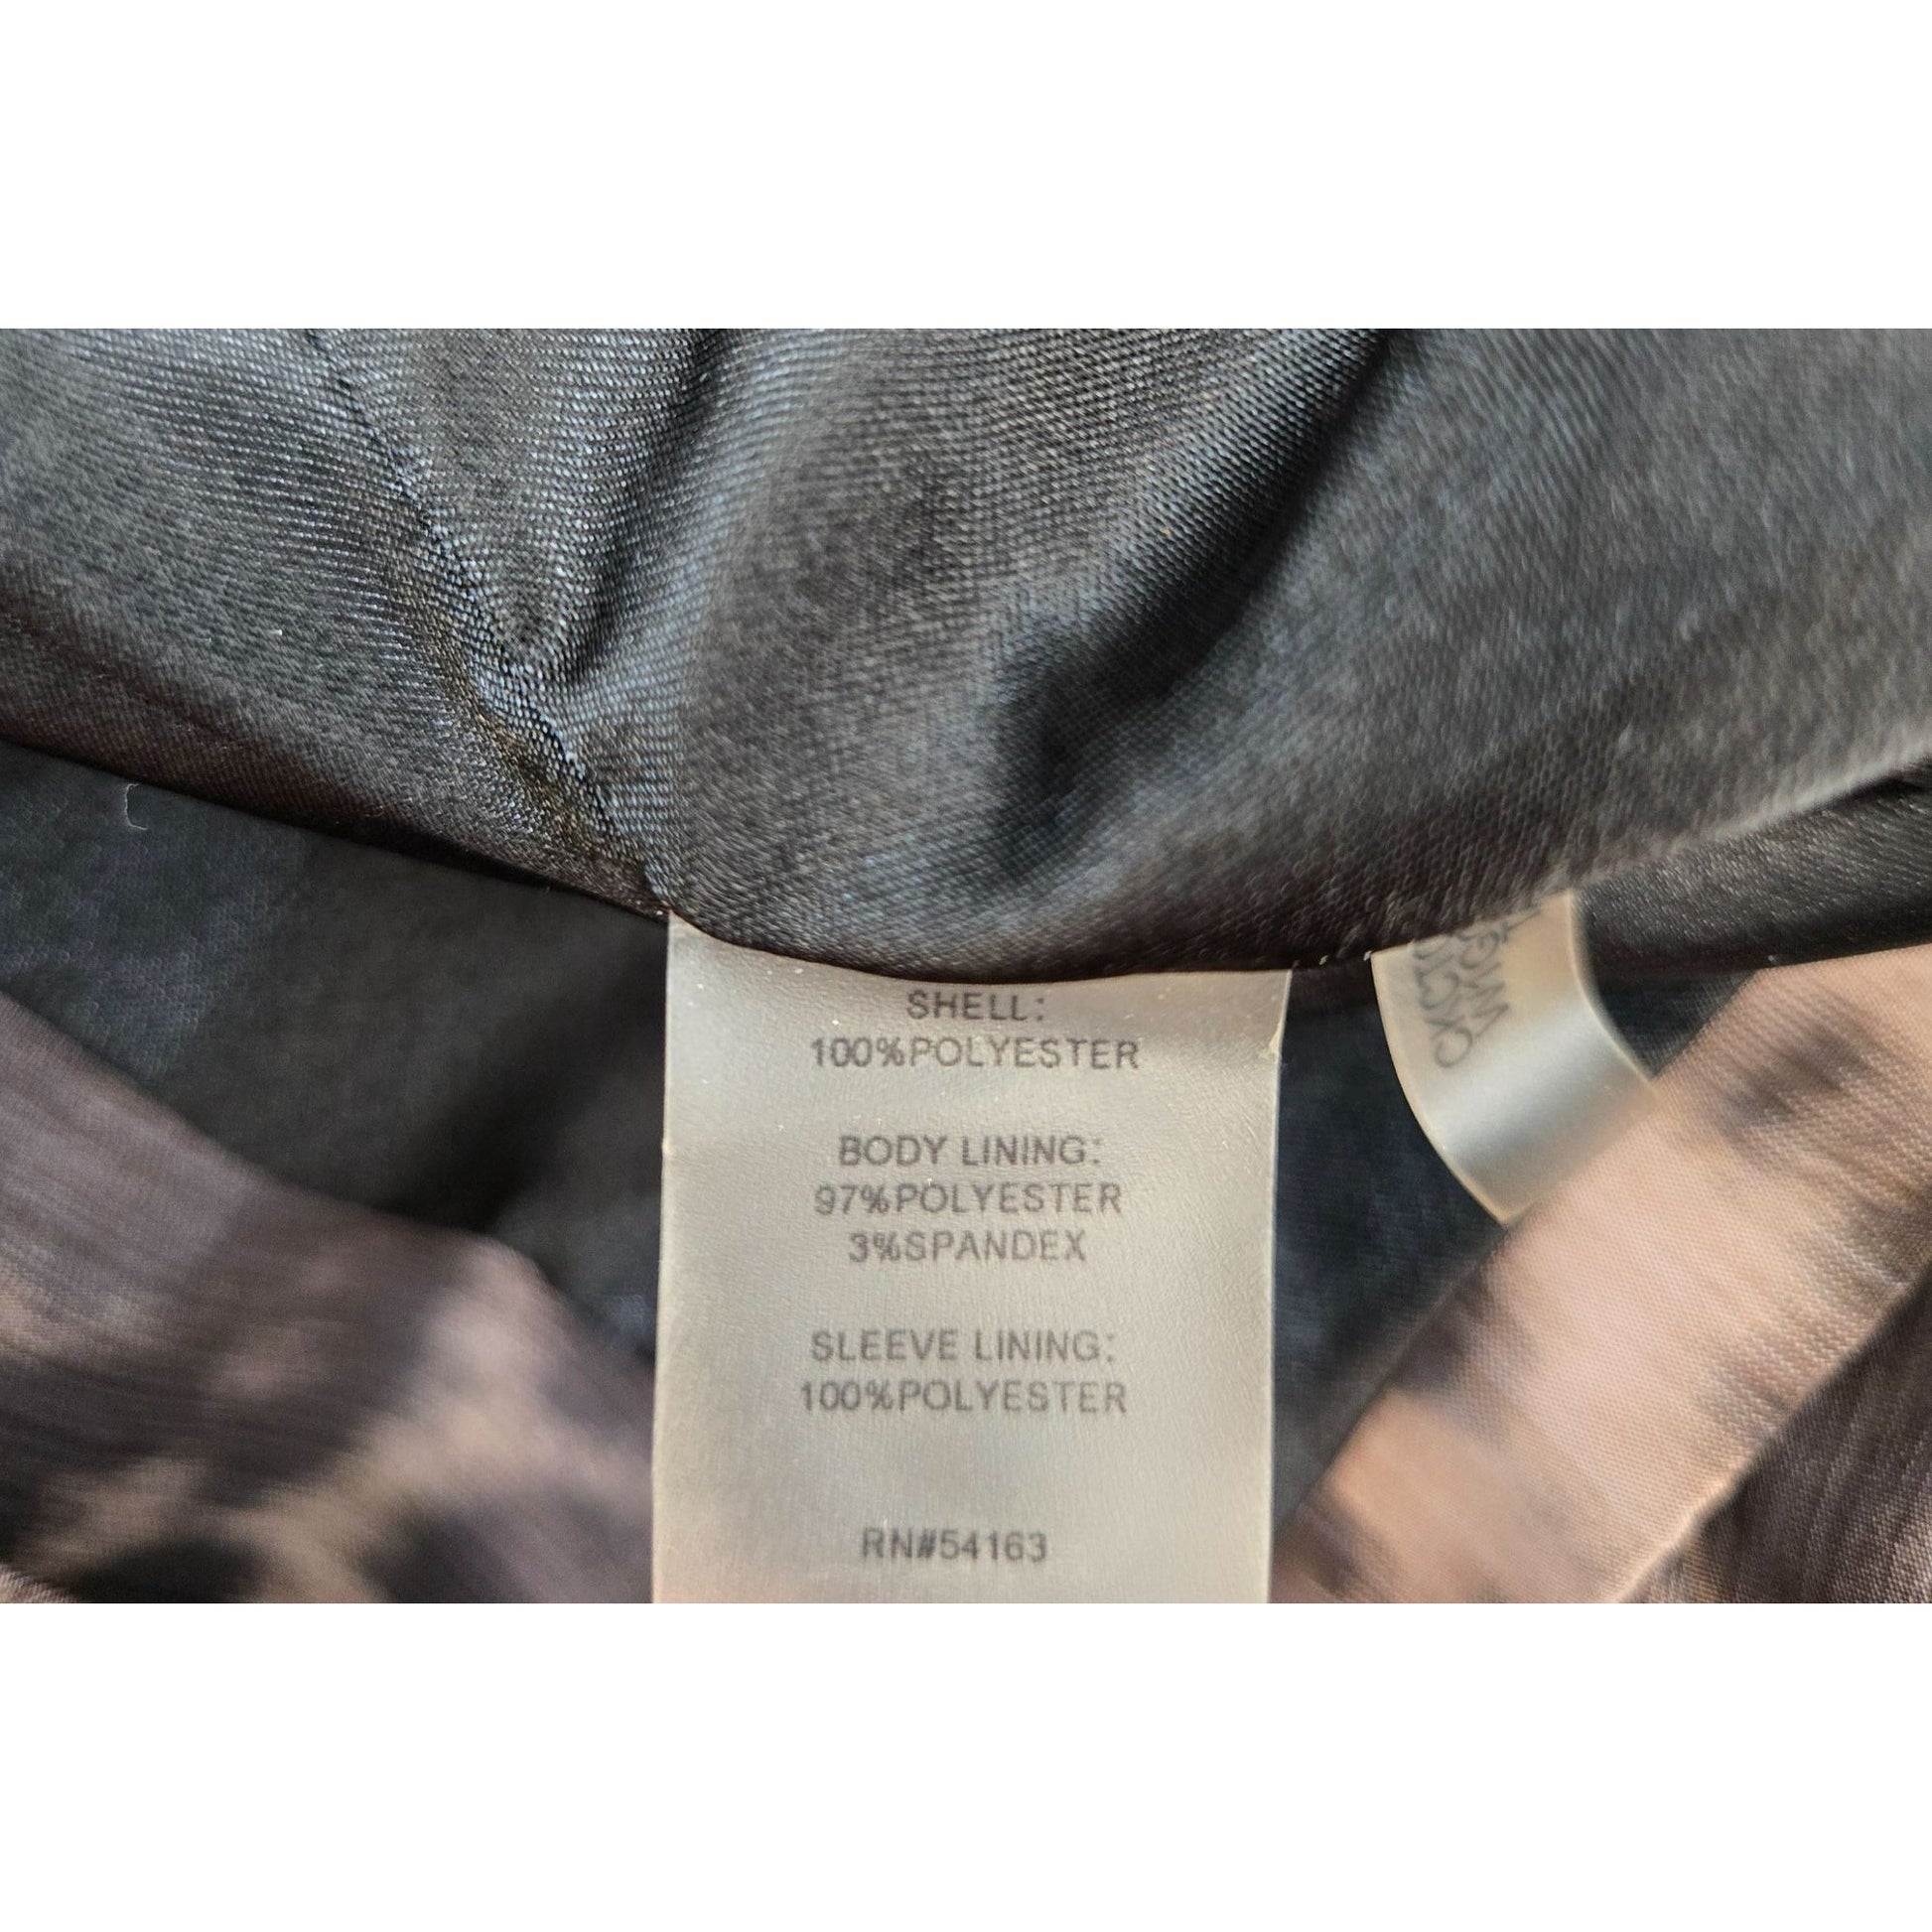 SHELL:
100%POLYESTER
BODY LINING:
97%POLYESTER
3%SPANDEX
SLEEVE LINING:
100%POLYESTER
RN#54163